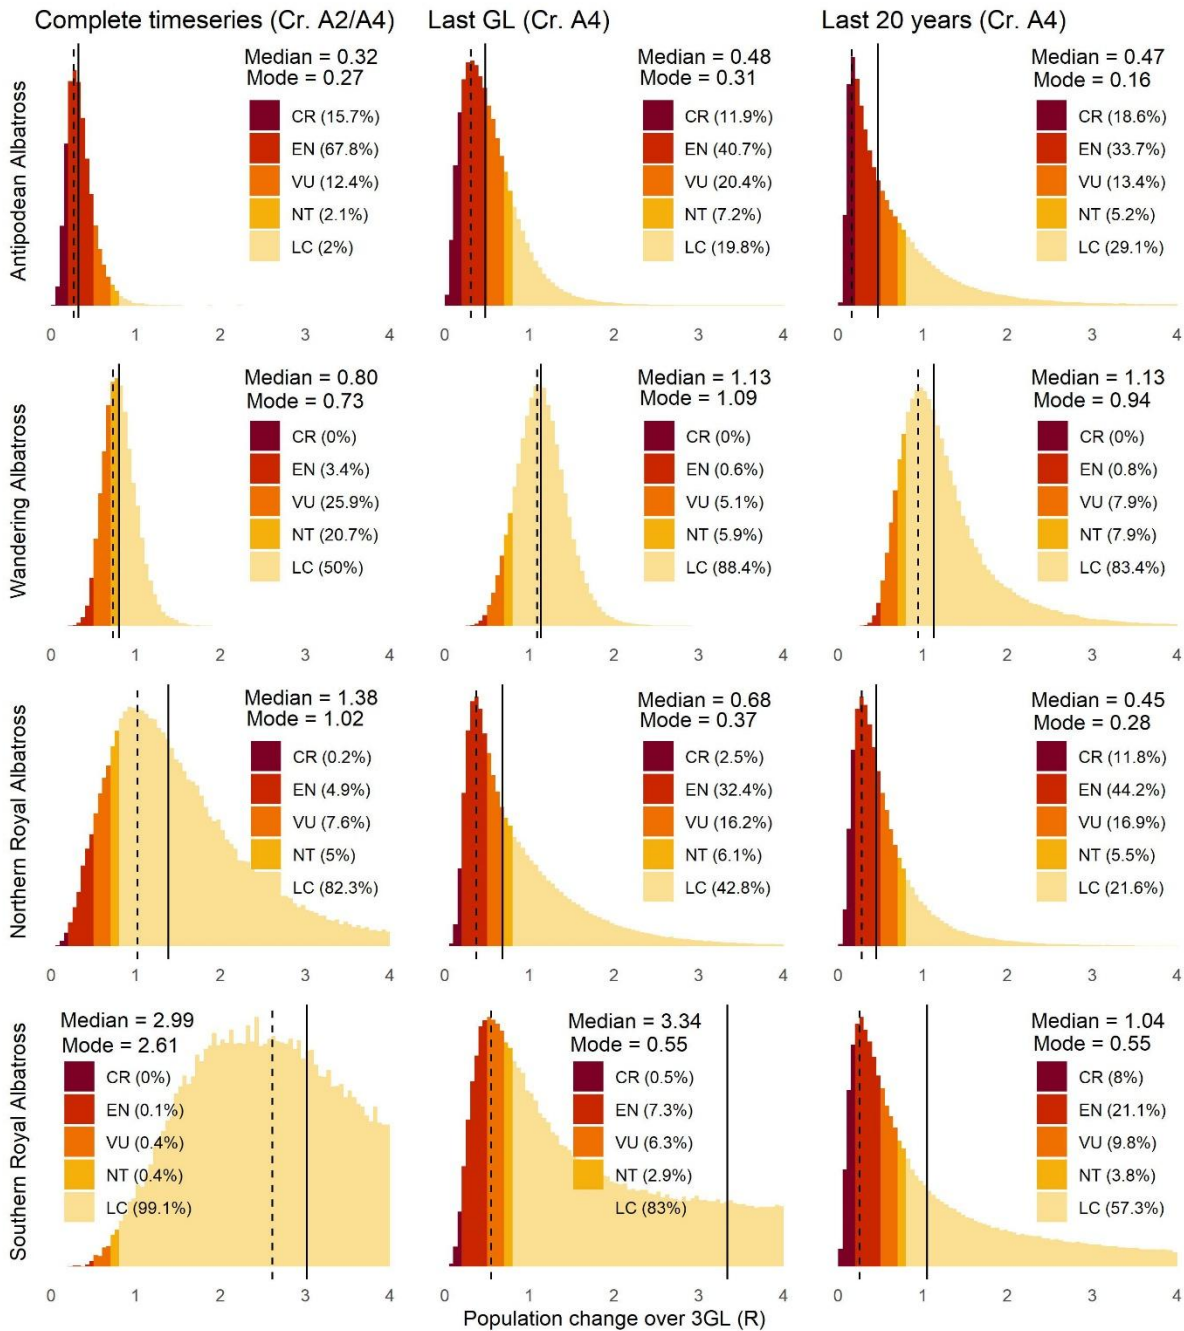 Complete timeseries (Cr. A2/A4)
Last GL (Cr. A4)
Last 20 years (Cr. A4)
Antipodean Albatross
Median = 0.32
Mode = 0.27
CR (15.7%)
EN (67.8%)
VU (12.4%)
NT (2.1%)
LC (2%)
0 1 2 3 4
Median = 0.48
Mode = 0.31
CR (11.9%)
EN (40.7%)
VU (20.4%)
NT (7.2%)
LC (19.8%)
0 1 2 3 4
Median = 0.47
Mode = 0.16
CR (18.6%)
EN (33.7%)
VU (13.4%)
NT (5.2%)
LC (29.1%)
0 1 2 3 4
Wandering Albatross
Median = 0.80
Mode = 0.73
CR (0%)
EN (3.4%)
VU (25.9%)
NT (20.7%)
LC (50%)
0 1 2 3 4
Median = 1.13
Mode = 1.09
CR (0%)
EN (0.6%)
VU (5.1%)
NT (5.9%)
LC (88.4%)
0 1 2 3 4
Median = 1.13
Mode = 0.94
CR (0%)
EN (0.8%)
VU (7.9%)
NT (7.9%)
LC (83.4%)
0 1 2 3 4
Northern Royal Albatross
Median = 1.38
Mode = 1.02
CR (0.2%)
EN (4.9%)
VU (7.6%)
NT (5%)
LC (82.3%)
0 1 2 3 4
Median = 0.68
Mode = 0.37
CR (2.5%)
EN (32.4%)
VU (16.2%)
NT (6.1%)
LC (42.8%)
0 1 2 3 4
Median = 0.45
Mode = 0.28
CR (11.8%)
EN (44.2%)
VU (16.9%)
NT (5.5%)
LC (21.6%)
0 1 2 3 4
Southern Royal Albatross
Median = 2.99
Mode = 2.61
CR (0%)
EN (0.1%)
VU (0.4%)
NT (0.4%)
LC (99.1%)
0 1 2 3 4
Median = 3.34
Mode = 0.55
CR (0.5%)
EN (7.3%)
VU (6.3%)
NT (2.9%)
LC (83%)
0 1 2 3 4
Median = 1.04
Mode = 0.55
CR (8%)
EN (21.1%)
VU (9.8%)
NT (3.8%)
LC (57.3%)
0 1 2 3 4
Population change over 3GL (R)